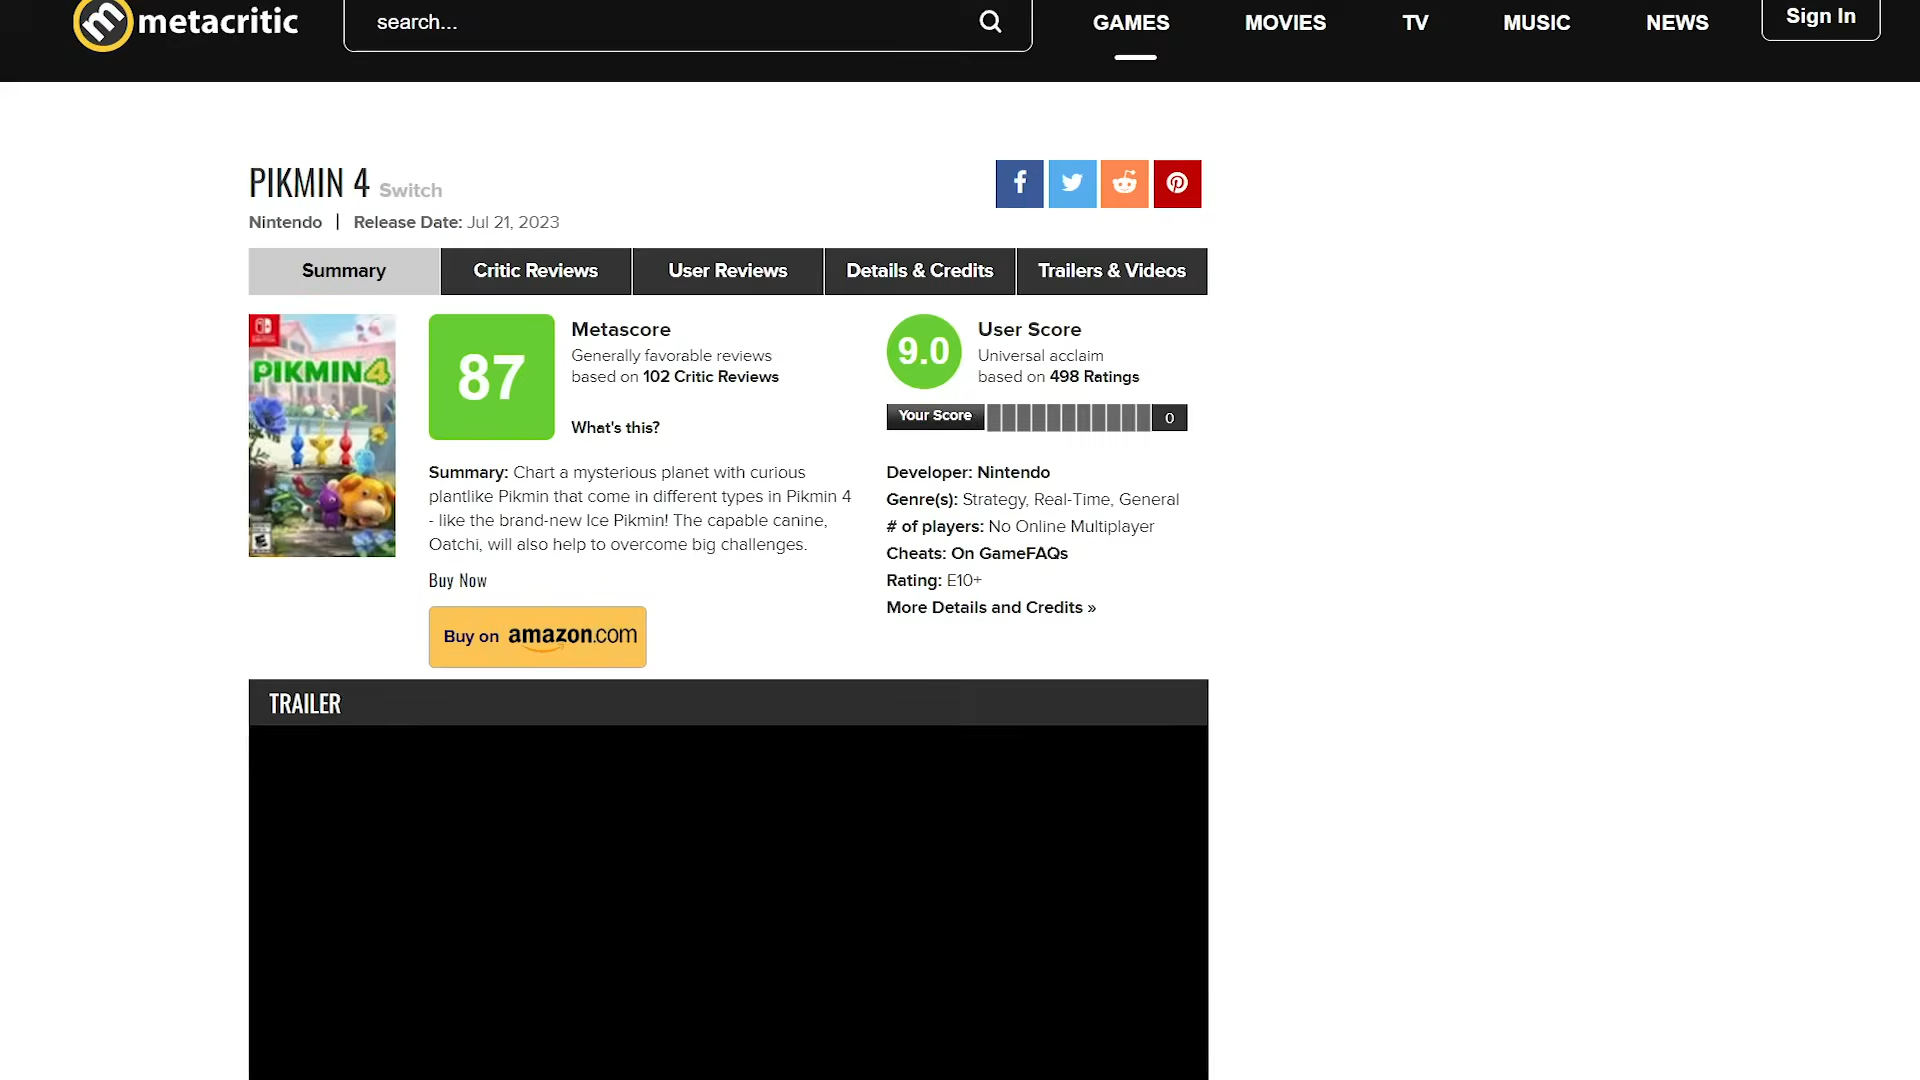 metacritic
search...
GAMES
MOVIES
TV
MUSIC
NEWS
Sign In
PIKMIN 4 Switch
Nintendo | Release Date: Jul 21, 2023
Summary
Critic Reviews
User Reviews
Details & Credits
Trailers & Videos
PIKMIN 4
87
Metascore
Generally favorable reviews
based on 102 Critic Reviews
What's this?
Summary: Chart a mysterious planet with curious
plantlike Pikmin that come in different types in Pikmin 4
- like the brand-new Ice Pikmin! The capable canine,
Oatchi, will also help to overcome big challenges.
Buy Now
Buy on amazon.com
9.0
User Score
Universal acclaim
based on 498 Ratings
Your Score
0
Developer: Nintendo
Genre(s): Strategy, Real-Time, General
# of players: No Online Multiplayer
Cheats: On GameFAQs
Rating: E10+
More Details and Credits »
TRAILER